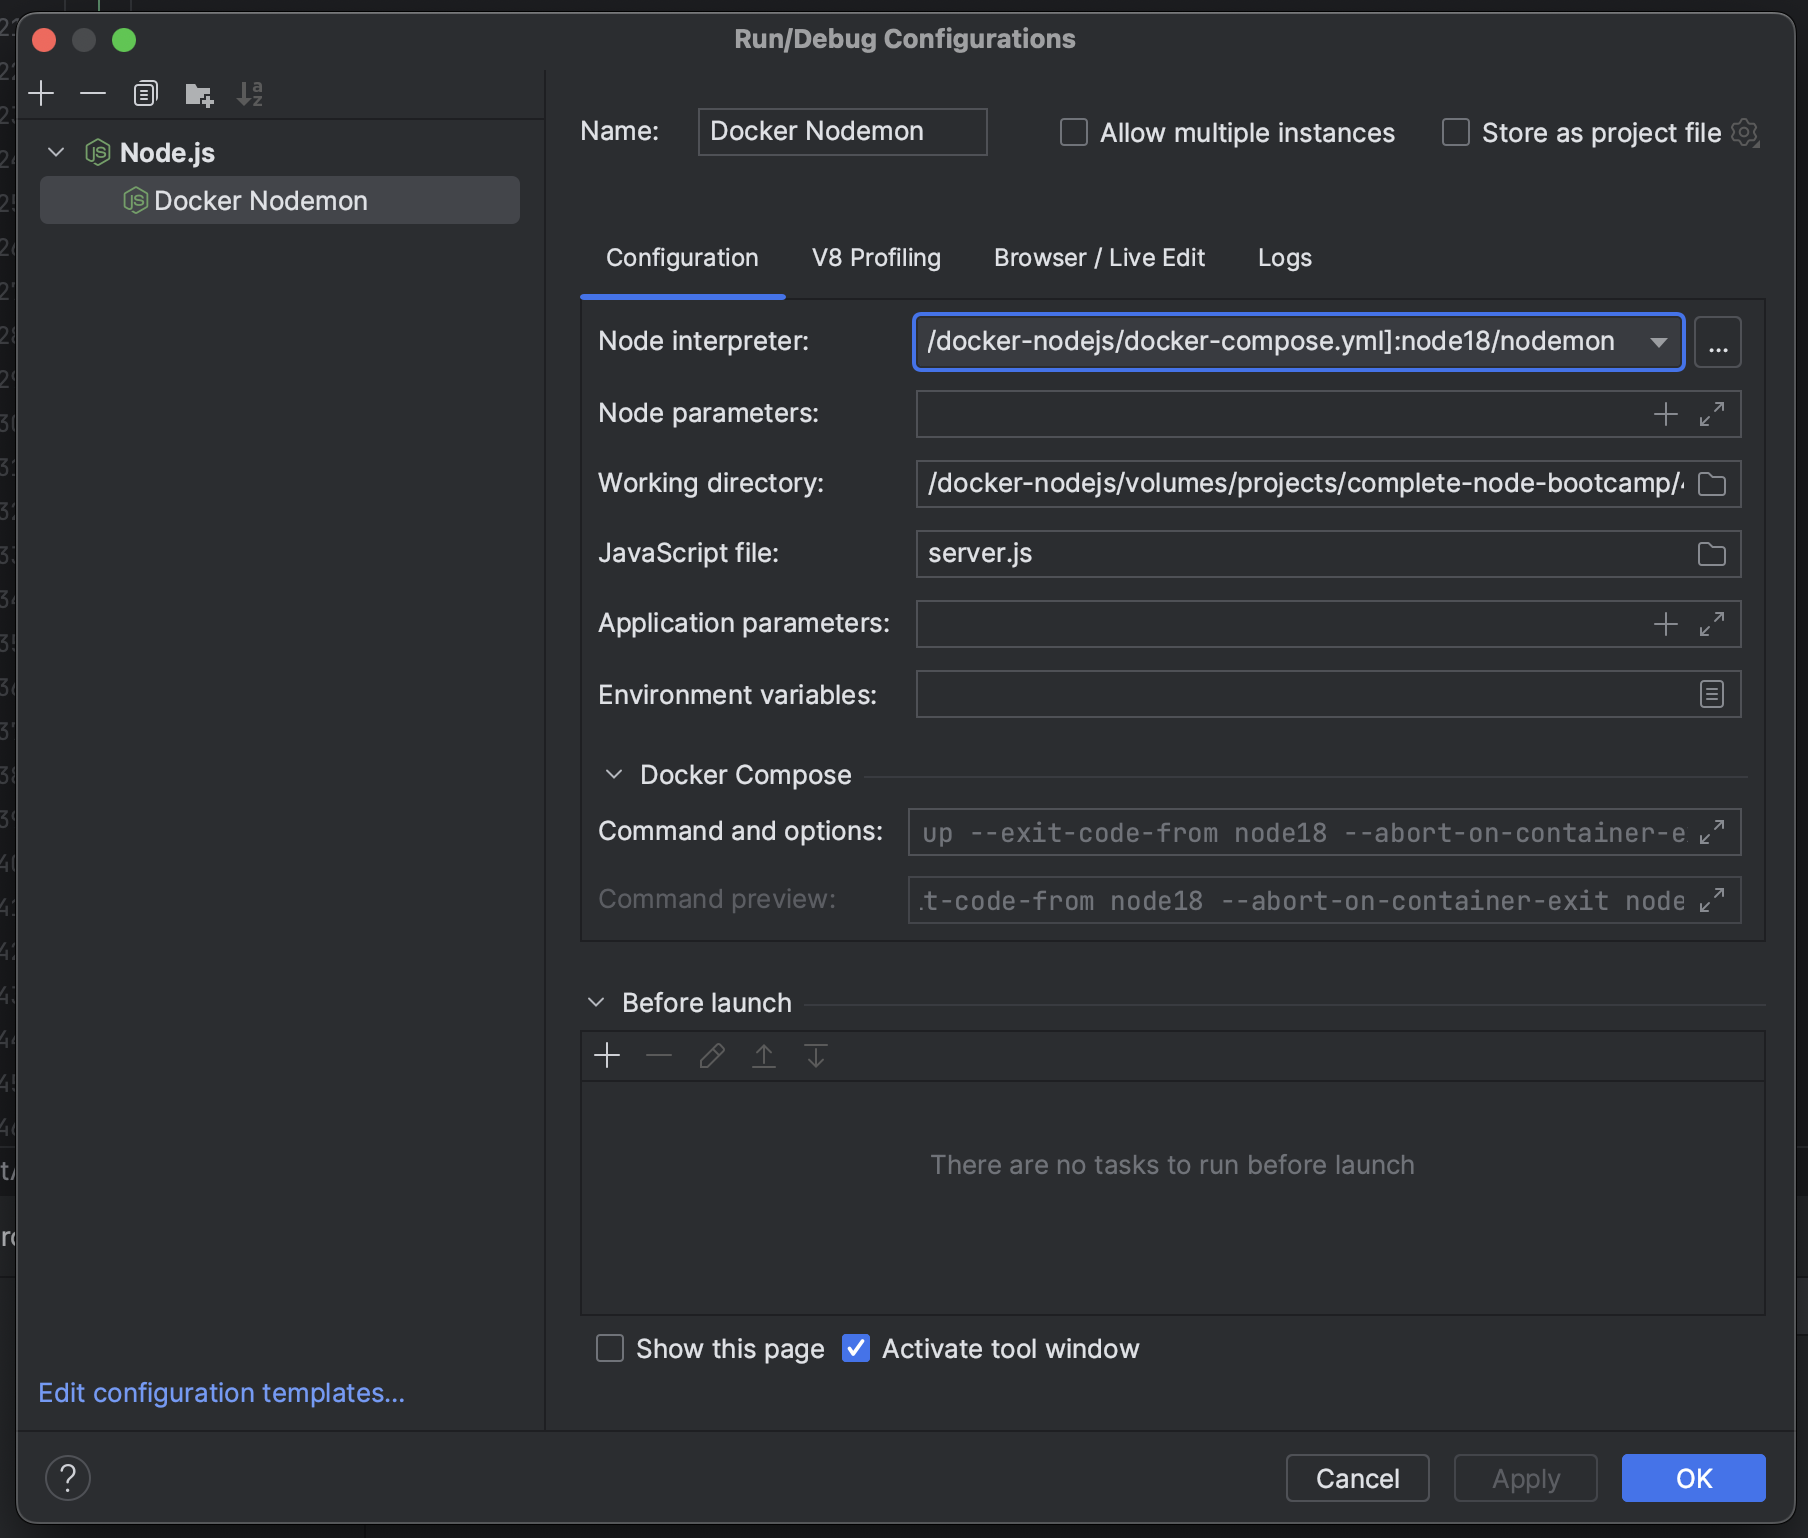 Run/Debug Configurations
Node.js
Docker Nodemon
Name:
Docker Nodemon
Allow multiple instances
Store as project file
Configuration
V8 Profiling
Browser / Live Edit
Logs
Node interpreter:
/docker-nodejs/docker-compose.yml]:node18/nodemon
...
Node parameters:
Working directory:
/docker-nodejs/volumes/projects/complete-node-bootcamp/
JavaScript file:
server.js
Application parameters:
Environment variables:
Docker Compose
Command and options:
up --exit-code-from node18 --abort-on-container-e
Command preview:
t-code-from node18 --abort-on-container-exit node
Before launch
There are no tasks to run before launch
Show this page
Activate tool window
Edit configuration templates...
?
Cancel
Apply
OK